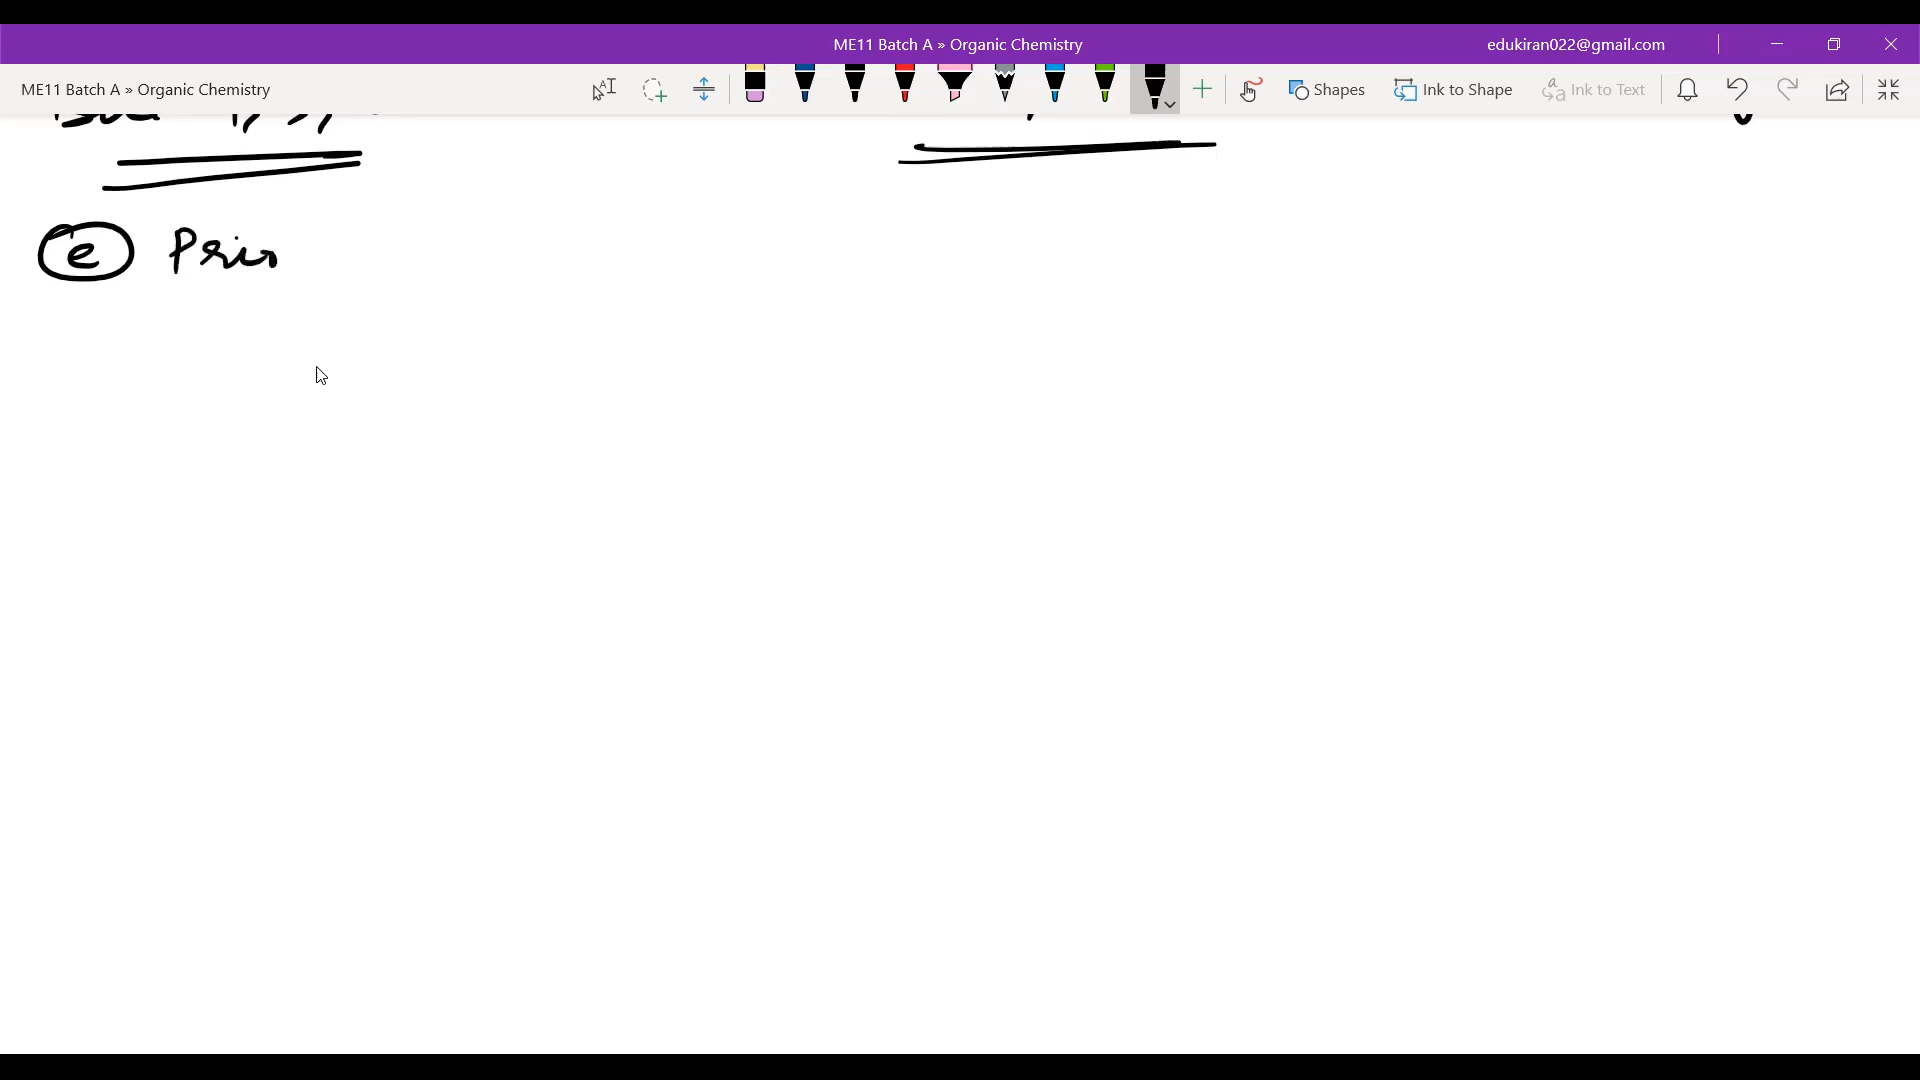 ME11 Batch A » Organic Chemistry
edukiran022@gmail.com
ME11 Batch A » Organic Chemistry
Shapes
Ink to Shape
Ink to Text
e Prin